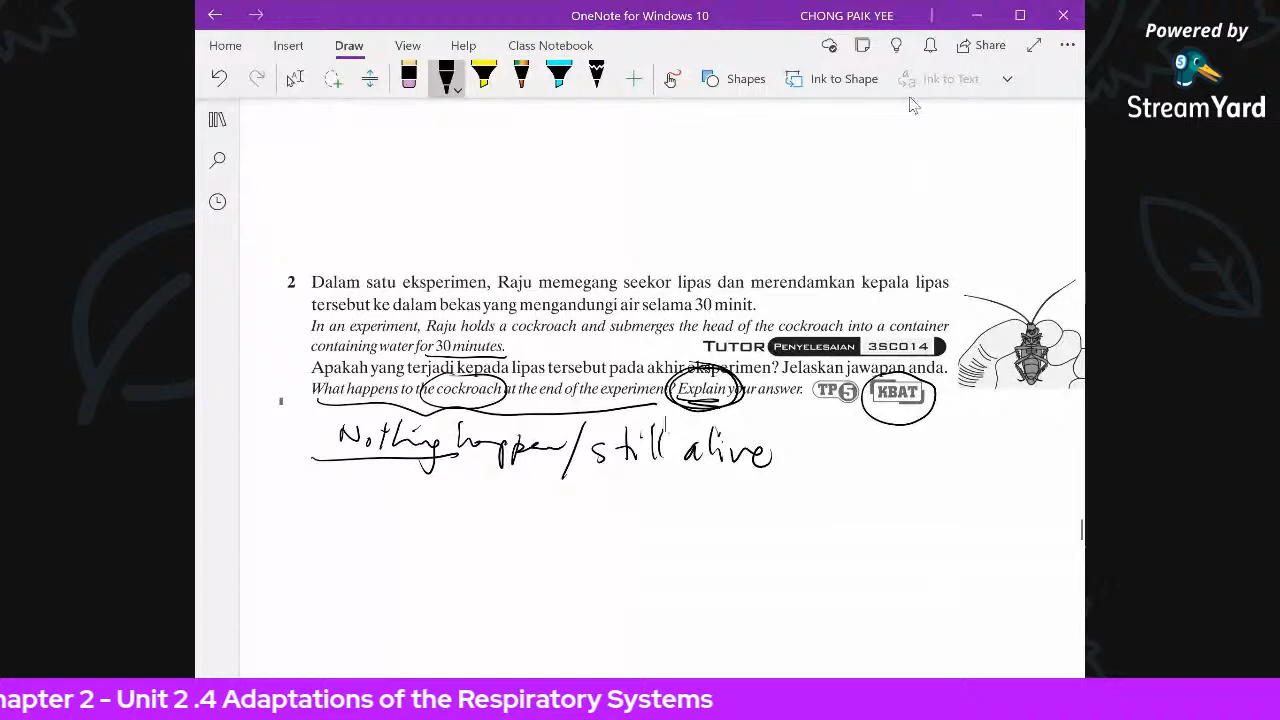 OneNote for Windows 10
CHONG PAIK YEE
Powered by
StreamYard
Home Insert Draw View Help Class Notebook Share
Shapes Ink to Shape Ink to Text
2 Dalam satu eksperimen, Raju memegang seekor lipas dan merendamkan kepala lipas
tersebut ke dalam bekas yang mengandungi air selama 30 minit.
In an experiment, Raju holds a cockroach and submerges the head of the cockroach into a container
containing water for 30 minutes.
TUTOR PENYELESAIAN 3SC014
Apakah yang terjadi kepada lipas tersebut pada akhir eksperimen? Jelaskan jawapan anda.
What happens to the cockroach at the end of the experiment? Explain your answer. TP5 KBAT
Nothing happen / still alive
hapter 2 - Unit 2 .4 Adaptations of the Respiratory Systems